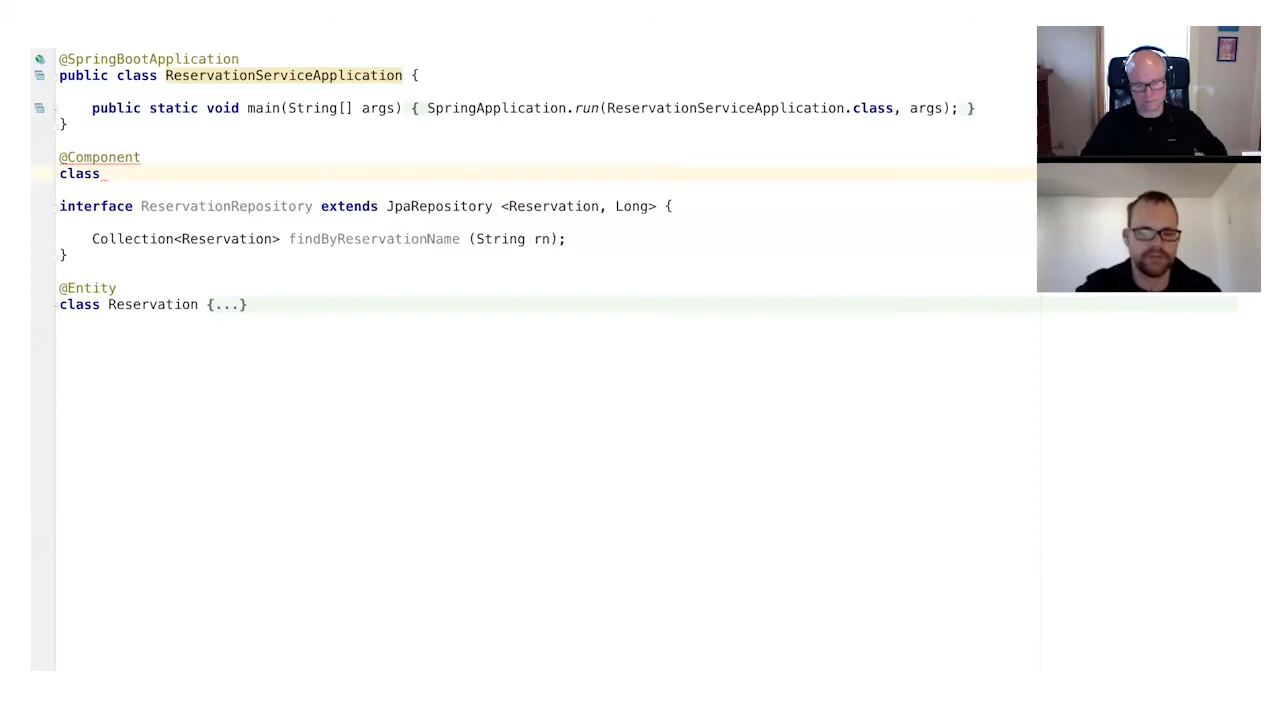 @SpringBootApplication
public class ReservationServiceApplication {
public static void main(String[] args) { SpringApplication.run(ReservationServiceApplication.class, args); }
}
@Component
class
interface ReservationRepository extends JpaRepository <Reservation, Long> {
Collection<Reservation> findByReservationName (String rn);
}
@Entity
class Reservation {...}